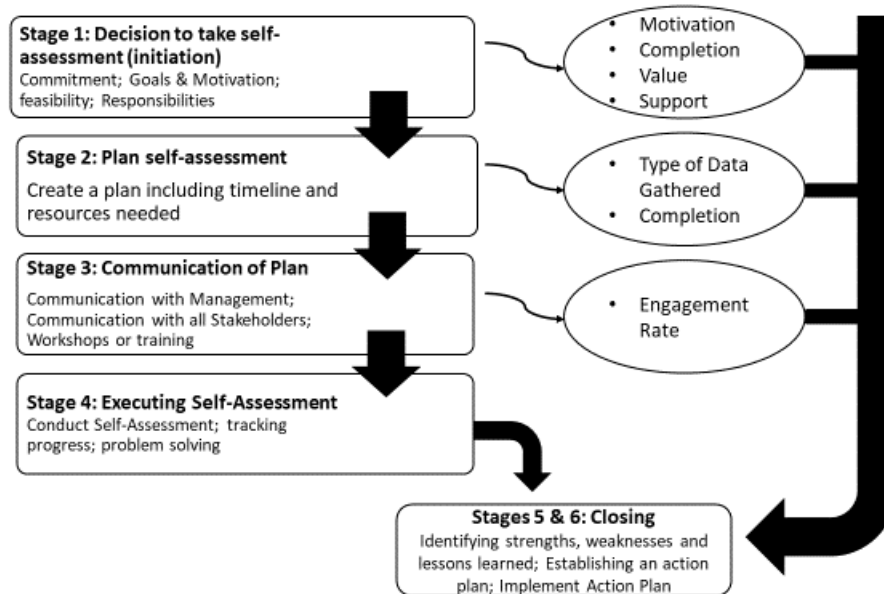 Stage 1: Decision to take self-
assessment (initiation)
Commitment; Goals & Motivation;
feasibility; Responsibilities
• Motivation
• Completion
• Value
• Support
Stage 2: Plan self-assessment
Create a plan including timeline and
resources needed
• Type of Data
Gathered
• Completion
Stage 3: Communication of Plan
Communication with Management;
Communication with all Stakeholders;
Workshops or training
• Engagement
Rate
Stage 4: Executing Self-Assessment
Conduct Self-Assessment; tracking
progress; problem solving
Stages 5 & 6: Closing
Identifying strengths, weaknesses and
lessons learned; Establishing an action
plan; Implement Action Plan